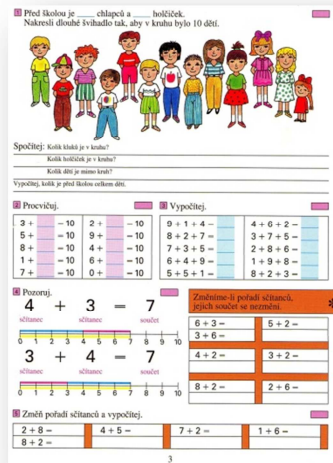 1 Před školou je ____ chlapců a ____ holčiček.
Nakresli dlouhé švihadlo tak, aby v kruhu bylo 10 dětí.
Spočítej: Kolik kluků je v kruhu?
Kolik holčiček je v kruhu?
Kolik dětí je mimo kruh?
Vypočítej, kolik je před školou celkem dětí.
2 Procvičuj.
3 + = 10 2 + = 10
5 + = 10 9 + = 10
8 + = 10 4 + = 10
1 + = 10 6 + = 10
7 + = 10 0 + = 10
3 Vypočítej.
9 + 1 + 4 = 4 + 6 + 2 =
8 + 2 + 7 = 3 + 7 + 5 =
7 + 3 + 5 = 2 + 8 + 6 =
6 + 4 + 9 = 1 + 9 + 8 =
5 + 5 + 1 = 8 + 2 + 3 =
4 Pozoruj.
4 + 3 = 7
sčítanec sčítanec součet
0 1 2 3 4 5 6 7 8 9 10
3 + 4 = 7
sčítanec sčítanec součet
0 1 2 3 4 5 6 7 8 9 10
Změníme-li pořadí sčítanců,
jejich součet se nezmění.
6 + 3 = 5 + 2 =
3 + 6 =
4 + 2 = 3 + 2 =
8 + 2 = 2 + 6 =
5 Změň pořadí sčítanců a vypočítej.
2 + 8 = 4 + 5 = 7 + 2 = 1 + 6 =
8 + 2 =
3